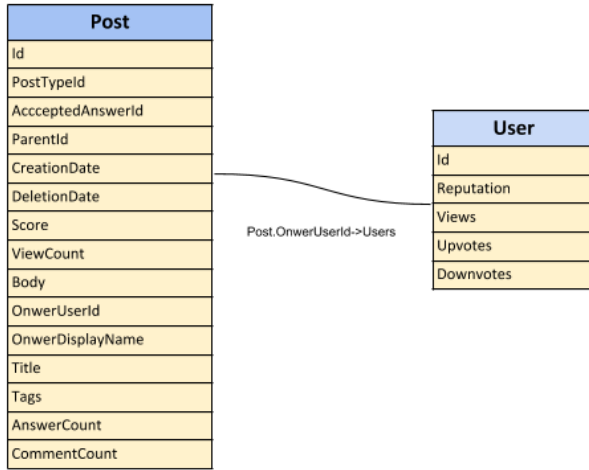 Post
Id
PostTypeId
AccceptedAnswerId
ParentId
CreationDate
DeletionDate
Score
ViewCount
Body
OnwerUserId
OnwerDisplayName
Title
Tags
AnswerCount
CommentCount
Post.OnwerUserId->Users
User
Id
Reputation
Views
Upvotes
Downvotes